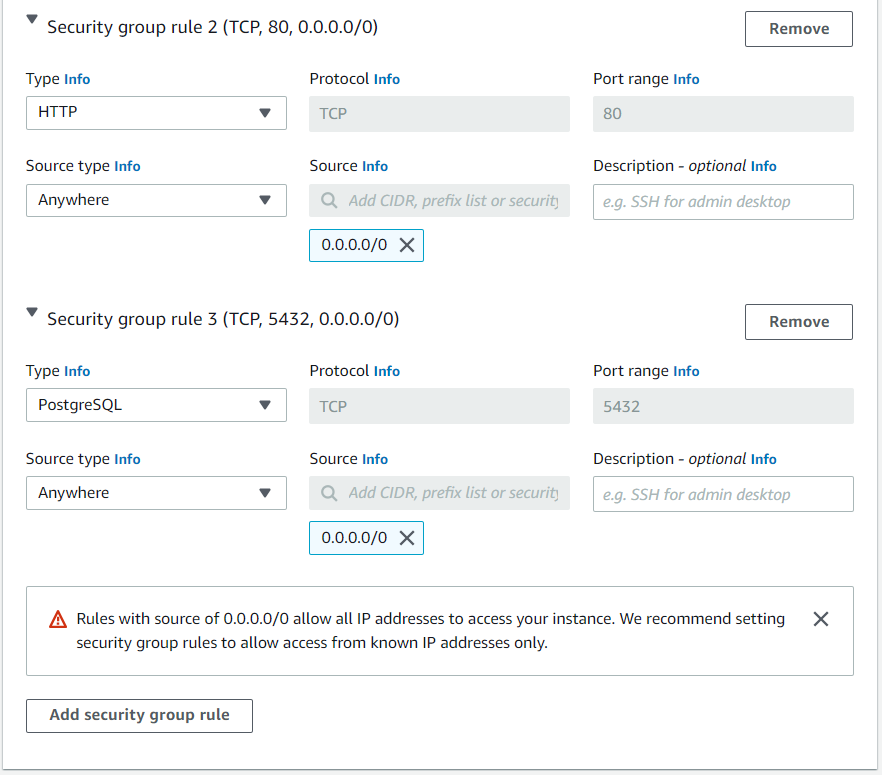 Security group rule 2 (TCP, 80, 0.0.0.0/0)
Remove
Type Info
Protocol Info
Port range Info
HTTP
TCP
80
Source type Info
Source Info
Description - optional Info
Anywhere
Add CIDR, prefix list or security
e.g. SSH for admin desktop
0.0.0.0/0
Security group rule 3 (TCP, 5432, 0.0.0.0/0)
Remove
Type Info
Protocol Info
Port range Info
PostgreSQL
TCP
5432
Source type Info
Source Info
Description - optional Info
Anywhere
Add CIDR, prefix list or security
e.g. SSH for admin desktop
0.0.0.0/0
Rules with source of 0.0.0.0/0 allow all IP addresses to access your instance. We recommend setting
security group rules to allow access from known IP addresses only.
Add security group rule